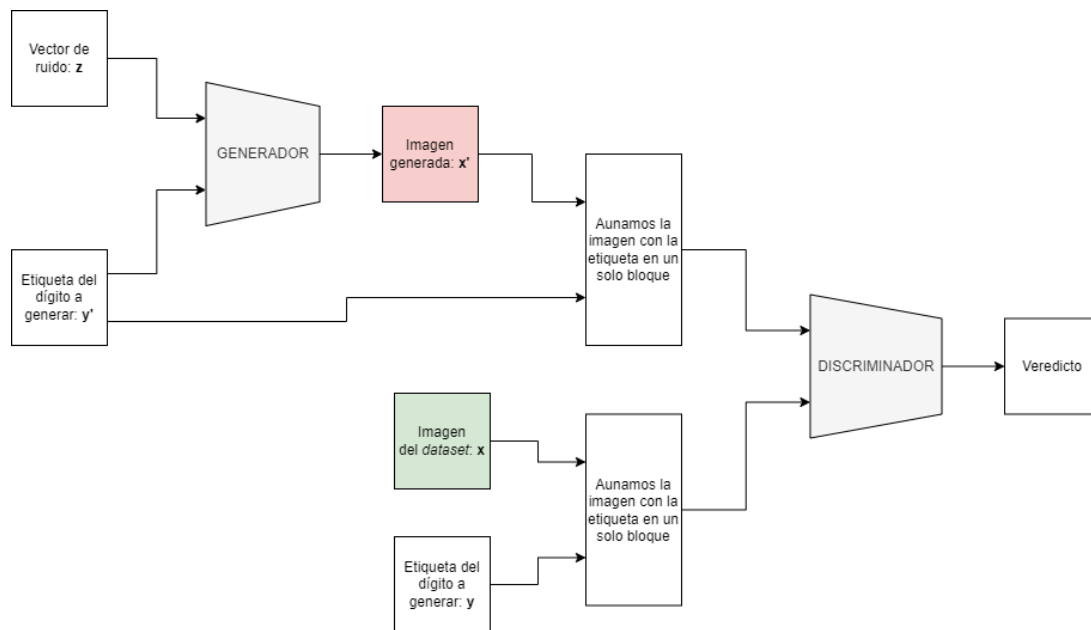 Vector de
ruido: z
GENERADOR
Imagen
generada: x'
Etiqueta del
dígito a
generar: y'
Aunamos la
imagen con la
etiqueta en un
solo bloque
DISCRIMINADOR
Veredicto
Imagen
del dataset: x
Aunamos la
imagen con la
etiqueta en un
solo bloque
Etiqueta del
dígito a
generar: y